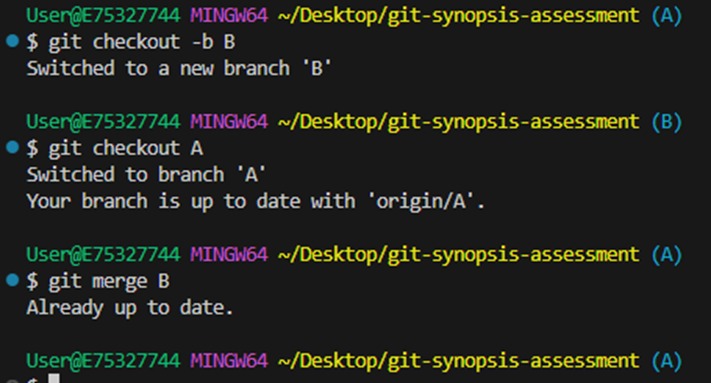 User@E75327744 MINGW64 ~/Desktop/git-synopsis-assessment (A)
$ git checkout -b B
Switched to a new branch 'B'
User@E75327744 MINGW64 ~/Desktop/git-synopsis-assessment (B)
$ git checkout A
Switched to branch 'A'
Your branch is up to date with 'origin/A'.
User@E75327744 MINGW64 ~/Desktop/git-synopsis-assessment (A)
$ git merge B
Already up to date.
User@E75327744 MINGW64 ~/Desktop/git-synopsis-assessment (A)
$